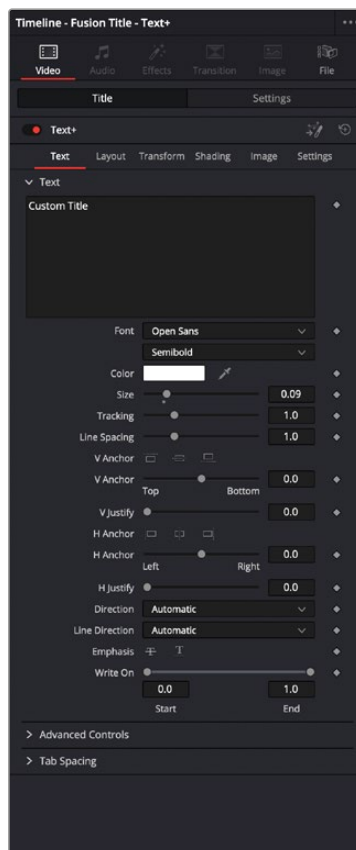 Timeline - Fusion Title - Text+
Video Audio Effects Transition Image File
Title Settings
Text+
Text Layout Transform Shading Image Settings
Text
Custom Title
Font Open Sans
Semibold
Color
Size 0.09
Tracking 1.0
Line Spacing 1.0
V Anchor
V Anchor 0.0
Top Bottom
V Justify 0.0
H Anchor
H Anchor 0.0
Left Right
H Justify 0.0
Direction Automatic
Line Direction Automatic
Emphasis T T
Write On
0.0 1.0
Start End
Advanced Controls
Tab Spacing